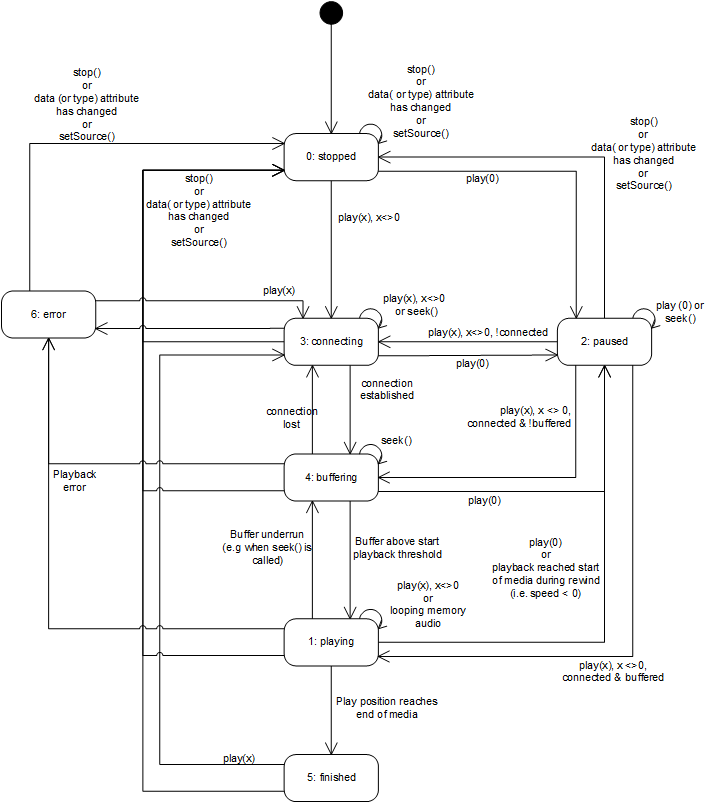 stop()
or
data (or type) attribute
has changed
or
setSource()
stop()
or
data( or type) attribute
has changed
or
setSource()
stop()
or
data( or type) attribute
has changed
or
setSource()
0: stopped
stop()
or
data( or type) attribute
has changed
or
setSource()
play(0)
play(x), x<>0
play(x)
6: error
play(x), x<>0
or seek()
play (0) or
seek()
3: connecting
play(x), x<>0, !connected
2: paused
play(0)
connection
established
connection
lost
play(x), x <> 0,
connected & !buffered
seek()
4: buffering
Playback
error
play(0)
Buffer underrun
(e.g when seek() is
called)
Buffer above start
playback threshold
play(0)
or
playback reached start
of media during rewind
(i.e. speed < 0)
play(x), x<>0
or
looping memory
audio
1: playing
play(x), x <>0,
connected & buffered
Play position reaches
end of media
play(x)
5: finished